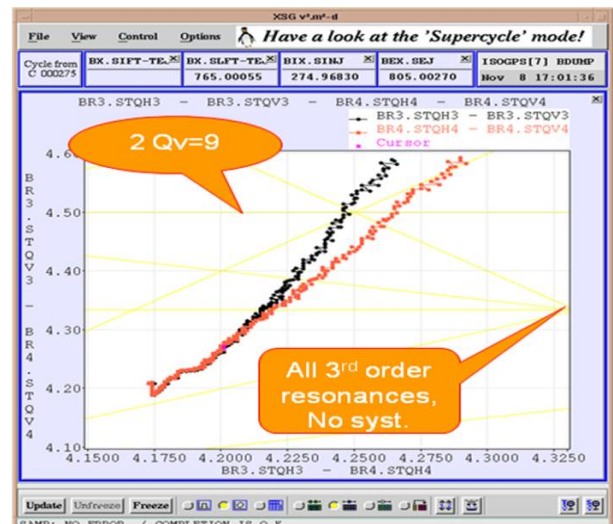 XSG v².m²-d
File View Control Options Have a look at the 'Supercycle' mode!
Cycle from
C 000275
BX.SLFT-TE
BIX.SINJ
BEX.SEJ
ISOGPS[7] BDUMP
765.00055
274.96830
805.00270
Nov 8 17:01:36
BR3.STQH3 - BR3.STQV3 - BR4.STQH4 - BR4.STQV4
BR3.STQH3 - BR3.STQV3
BR4.STQH4 - BR4.STQV4
Cursor
2 Qv=9
4.60
4.50
4.40
4.30
4.20
4.10
BR3.STQV3 - BR4.STQV4
All 3rd order
resonances,
No syst.
4.1500 4.1750 4.2000 4.2250 4.2500 4.2750 4.3000 4.3250
BR3.STQH3 - BR4.STQH4
Update Unfreeze Freeze